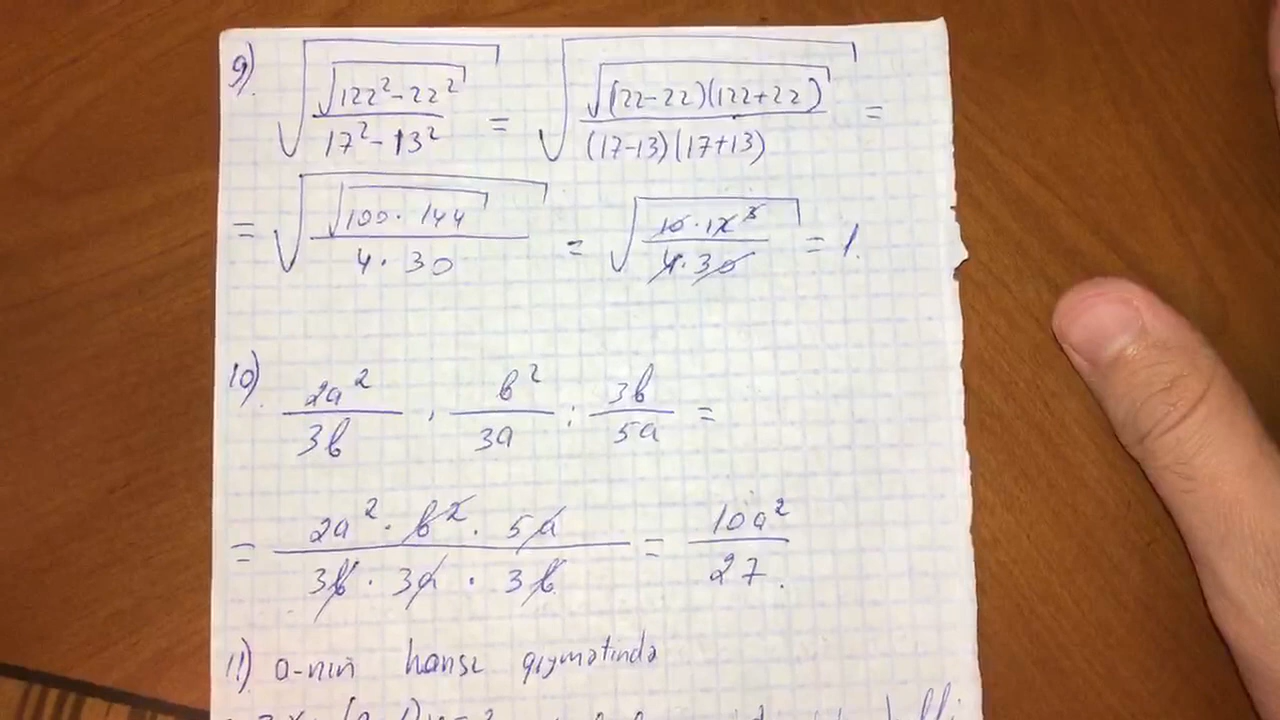 9) √(√(122² - 22²) / (17² - 13²)) = √(√((122-22)(122+22)) / ((17-13)(17+13))) =
= √(√(100 · 144) / (4 · 30)) = √((10 · 12 3) / (4 · 30)) = 1.
10) 2a²/3b · b²/3a : 3b/5a =
= (2a² · b² · 5a) / (3b · 3a · 3b) = 10a²/27.
11) a-nın hansı qiymətində